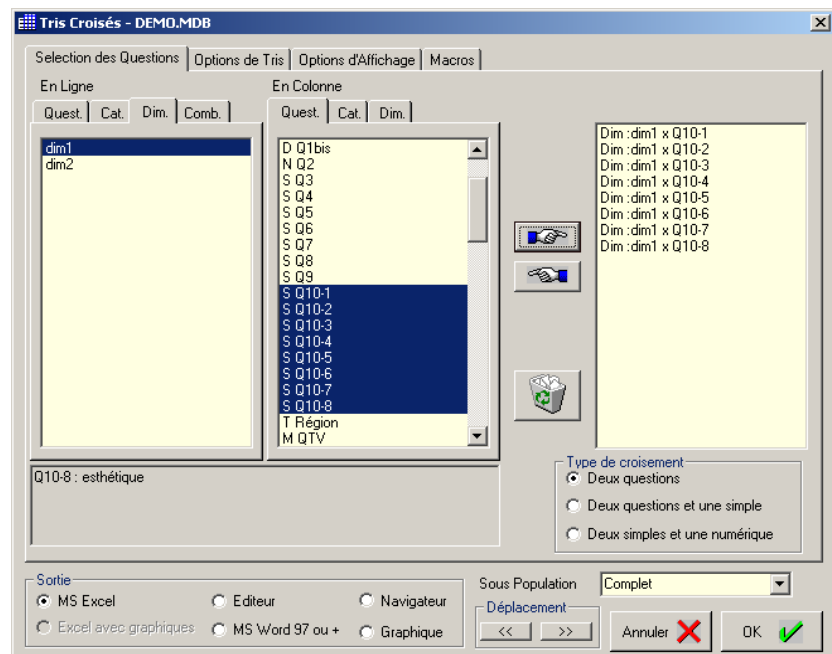 Tris Croisés - DEMO.MDB
Selection des Questions Options de Tris Options d'Affichage Macros
En Ligne En Colonne
Quest. Cat. Dim. Comb. Quest. Cat. Dim.
dim1
dim2
D Q1bis
N Q2
S Q3
S Q4
S Q5
S Q6
S Q7
S Q8
S Q9
S Q10-1
S Q10-2
S Q10-3
S Q10-4
S Q10-5
S Q10-6
S Q10-7
S Q10-8
T Région
M QTV
Dim :dim1 x Q10-1
Dim :dim1 x Q10-2
Dim :dim1 x Q10-3
Dim :dim1 x Q10-4
Dim :dim1 x Q10-5
Dim :dim1 x Q10-6
Dim :dim1 x Q10-7
Dim :dim1 x Q10-8
Q10-8 : esthétique
Type de croisement
Deux questions
Deux questions et une simple
Deux simples et une numérique
Sortie
MS Excel Editeur Navigateur
Excel avec graphiques MS Word 97 ou + Graphique
Sous Population Complet
Déplacement
<< >> Annuler OK